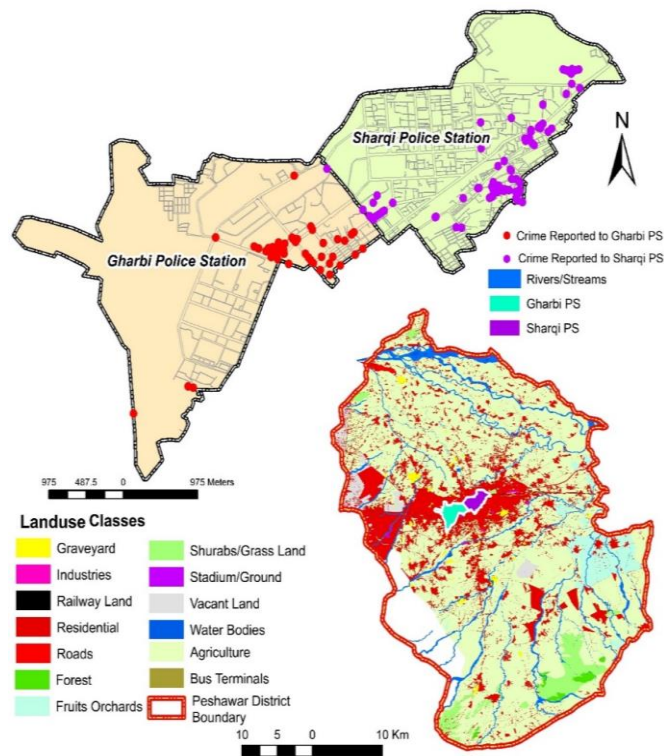 N
Sharqi Police Station
Gharbi Police Station
Crime Reported to Gharbi PS
Crime Reported to Sharqi PS
Rivers/Streams
Gharbi PS
Sharqi PS
975 487.5 0 975 Meters
Landuse Classes
Graveyard
Industries
Railway Land
Residential
Roads
Forest
Fruits Orchards
Shurabs/Grass Land
Stadium/Ground
Vacant Land
Water Bodies
Agriculture
Bus Terminals
Peshawar District
Boundary
10 5 0 10 Km